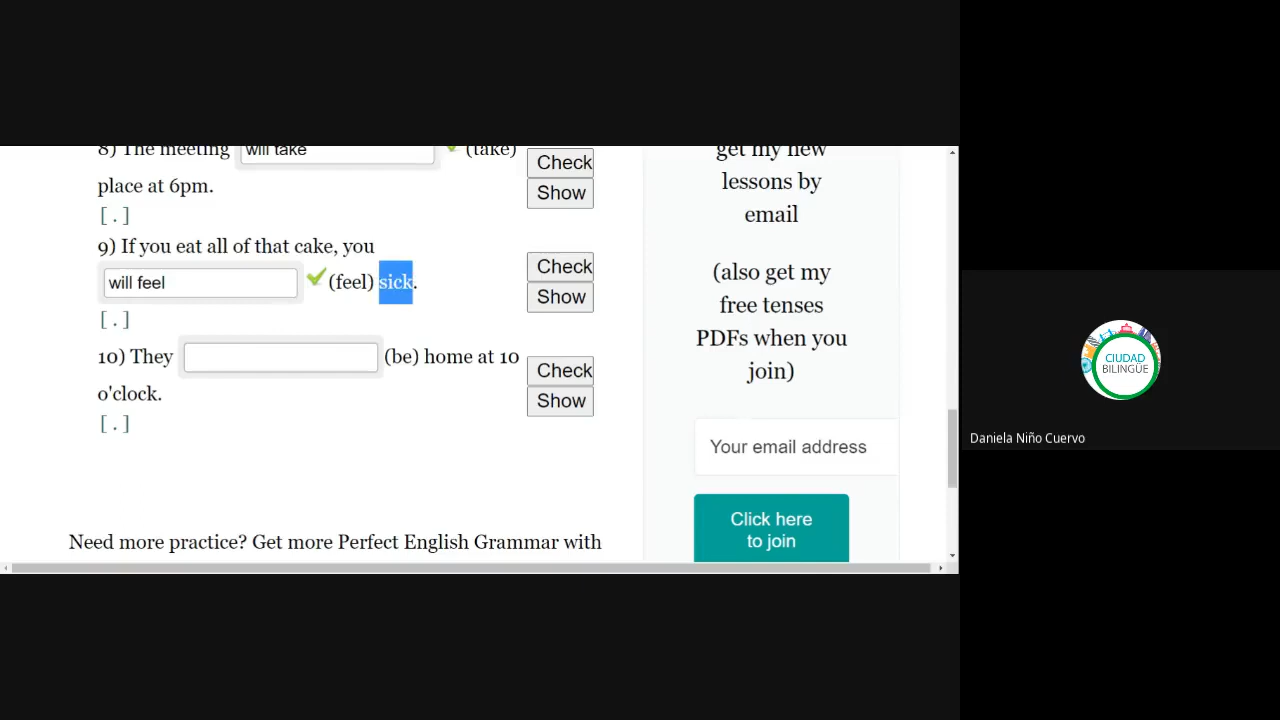 8) The meeting will take (take)
Check
place at 6pm.
Show
[ . ]
9) If you eat all of that cake, you
will feel (feel) sick.
Check
Show
[ . ]
10) They (be) home at 10
Check
o'clock.
Show
[ . ]
Need more practice? Get more Perfect English Grammar with
get my new
lessons by
email
(also get my
free tenses
PDFs when you
join)
Your email address
Click here
to join
CIUDAD
BILINGÜE
Daniela Niño Cuervo